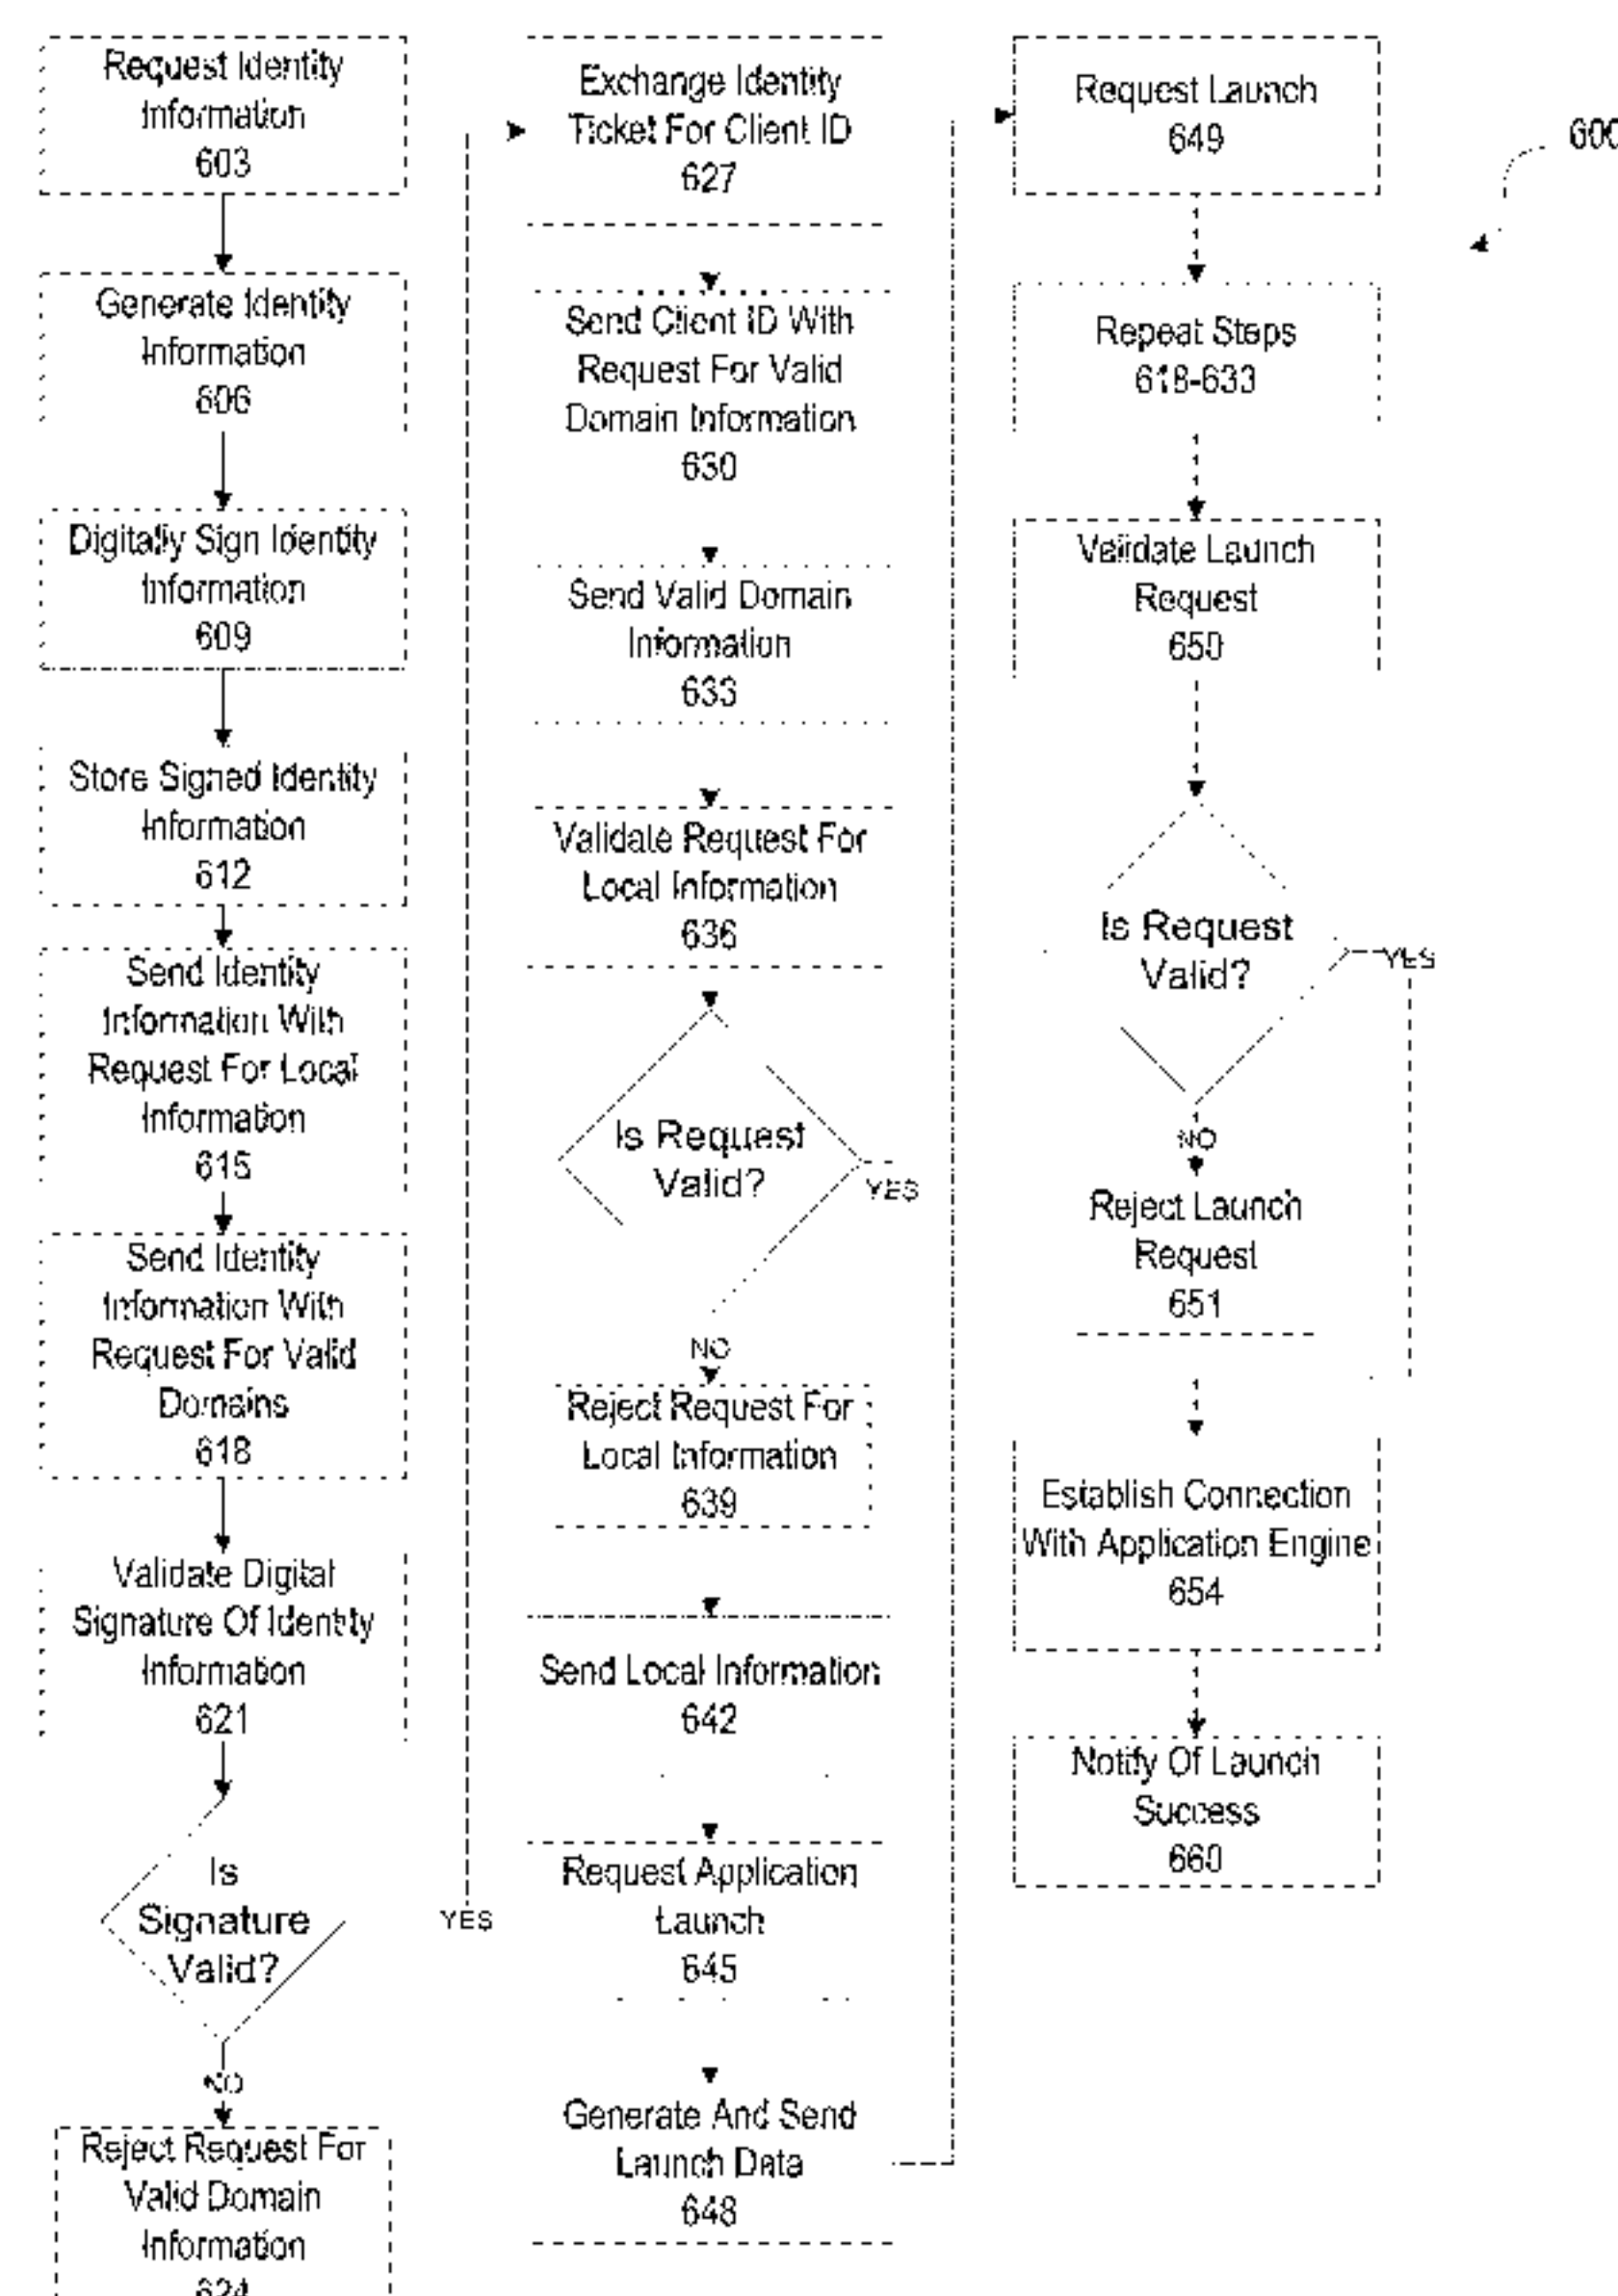 Request Identity
Information
603
Generate Identity
Information
606
Digitally Sign Identity
Information
609
Store Signed Identity
Information
612
Send Identity
Information With
Request For Local
Information
615
Send Identity
Information With
Request For Valid
Domains
618
Validate Digital
Signature Of Identity
Information
621
Is
Signature
Valid?
YES
NO
Reject Request For
Valid Domain
Information
624
Exchange Identity
Ticket For Client ID
627
Send Client ID With
Request For Valid
Domain Information
630
Send Valid Domain
Information
633
Validate Request For
Local Information
636
Is Request
Valid?
YES
NO
Reject Request For
Local Information
639
Send Local Information
642
Request Application
Launch
645
Generate And Send
Launch Data
648
Request Launch
649
Repeat Steps
618-633
Validate Launch
Request
650
Is Request
Valid?
YES
NO
Reject Launch
Request
651
Establish Connection
With Application Engine
654
Notify Of Launch
Success
660
600